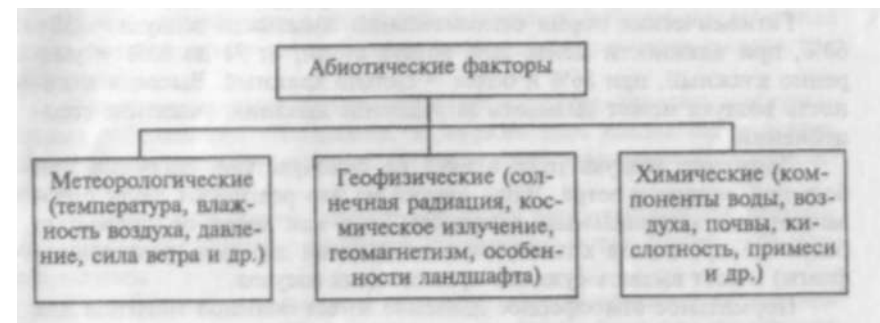 Абиотические факторы
Метеорологические
(температура, влаж-
ность воздуха, давле-
ние, сила ветра и др.)
Геофизические (сол-
нечная радиация, кос-
мическое излучение,
геомагнетизм, особен-
ности ландшафта)
Химические (ком-
поненты воды, воз-
духа, почвы, ки-
слотность, примеси
и др.)